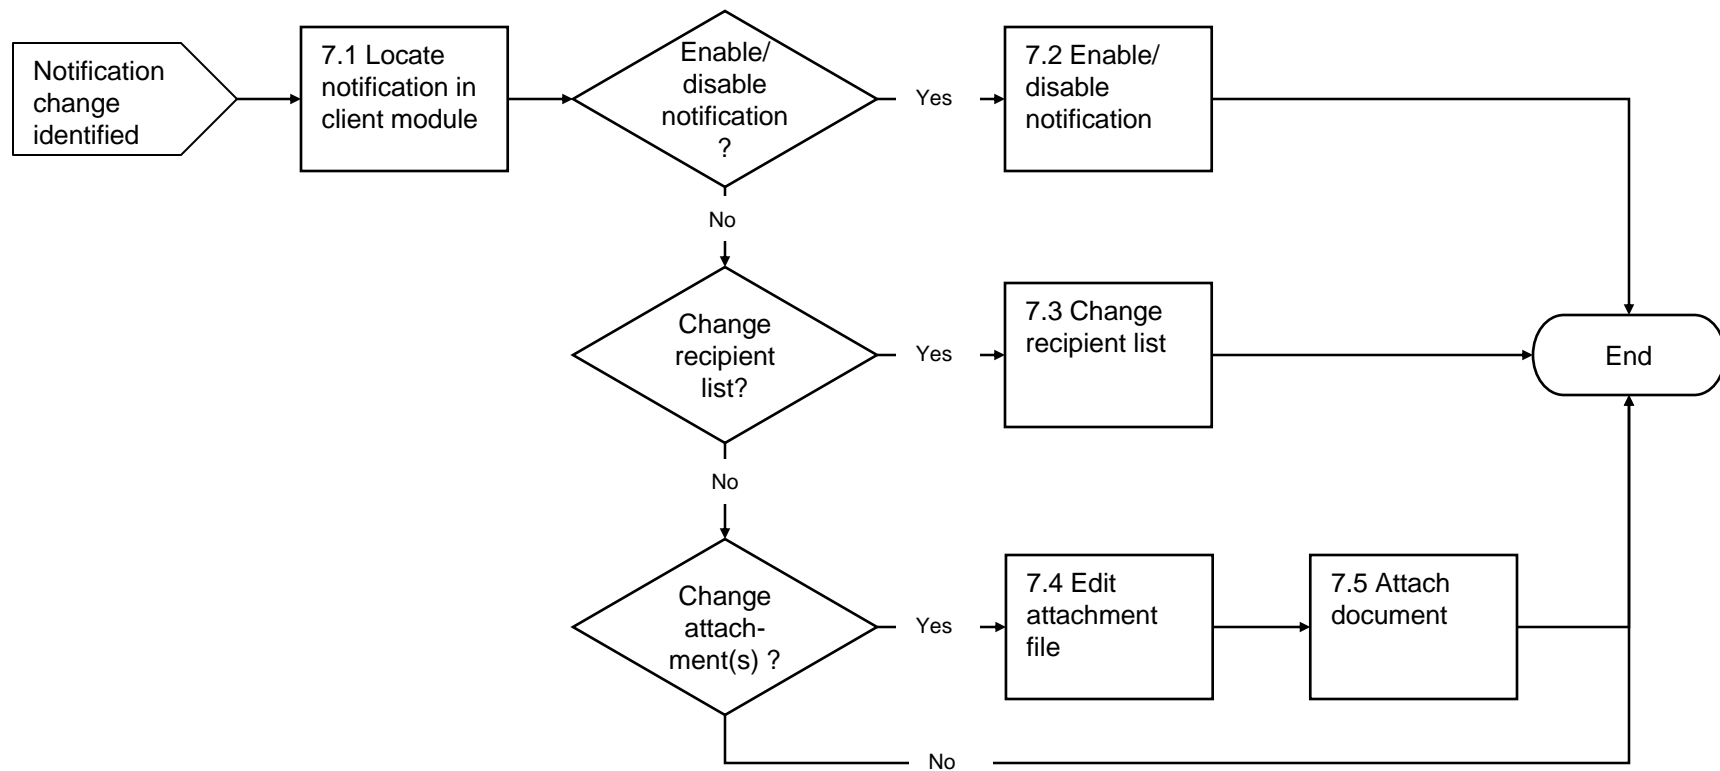 Notification
change
identified
7.1 Locate
notification in
client module
Enable/
disable
notification
?
Yes
7.2 Enable/
disable
notification
No
Change
recipient
list?
Yes
7.3 Change
recipient list
End
No
Change
attach-
ment(s) ?
Yes
7.4 Edit
attachment
file
7.5 Attach
document
No